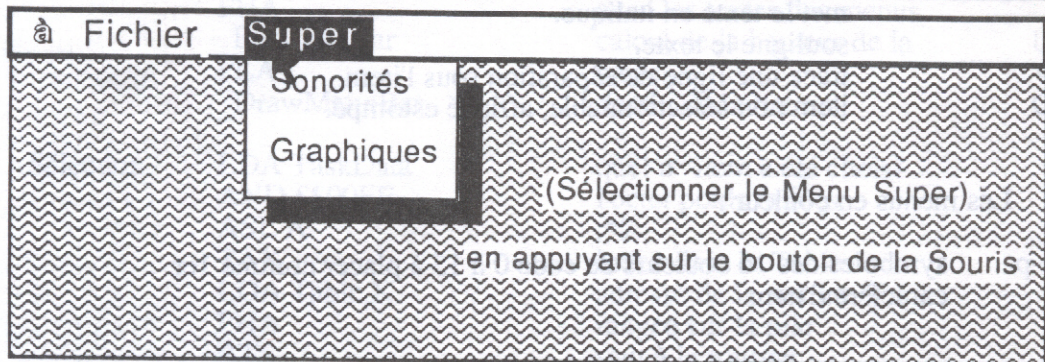 à Fichier Super
Sonorités
Graphiques
(Sélectionner le Menu Super)
en appuyant sur le bouton de la Souris